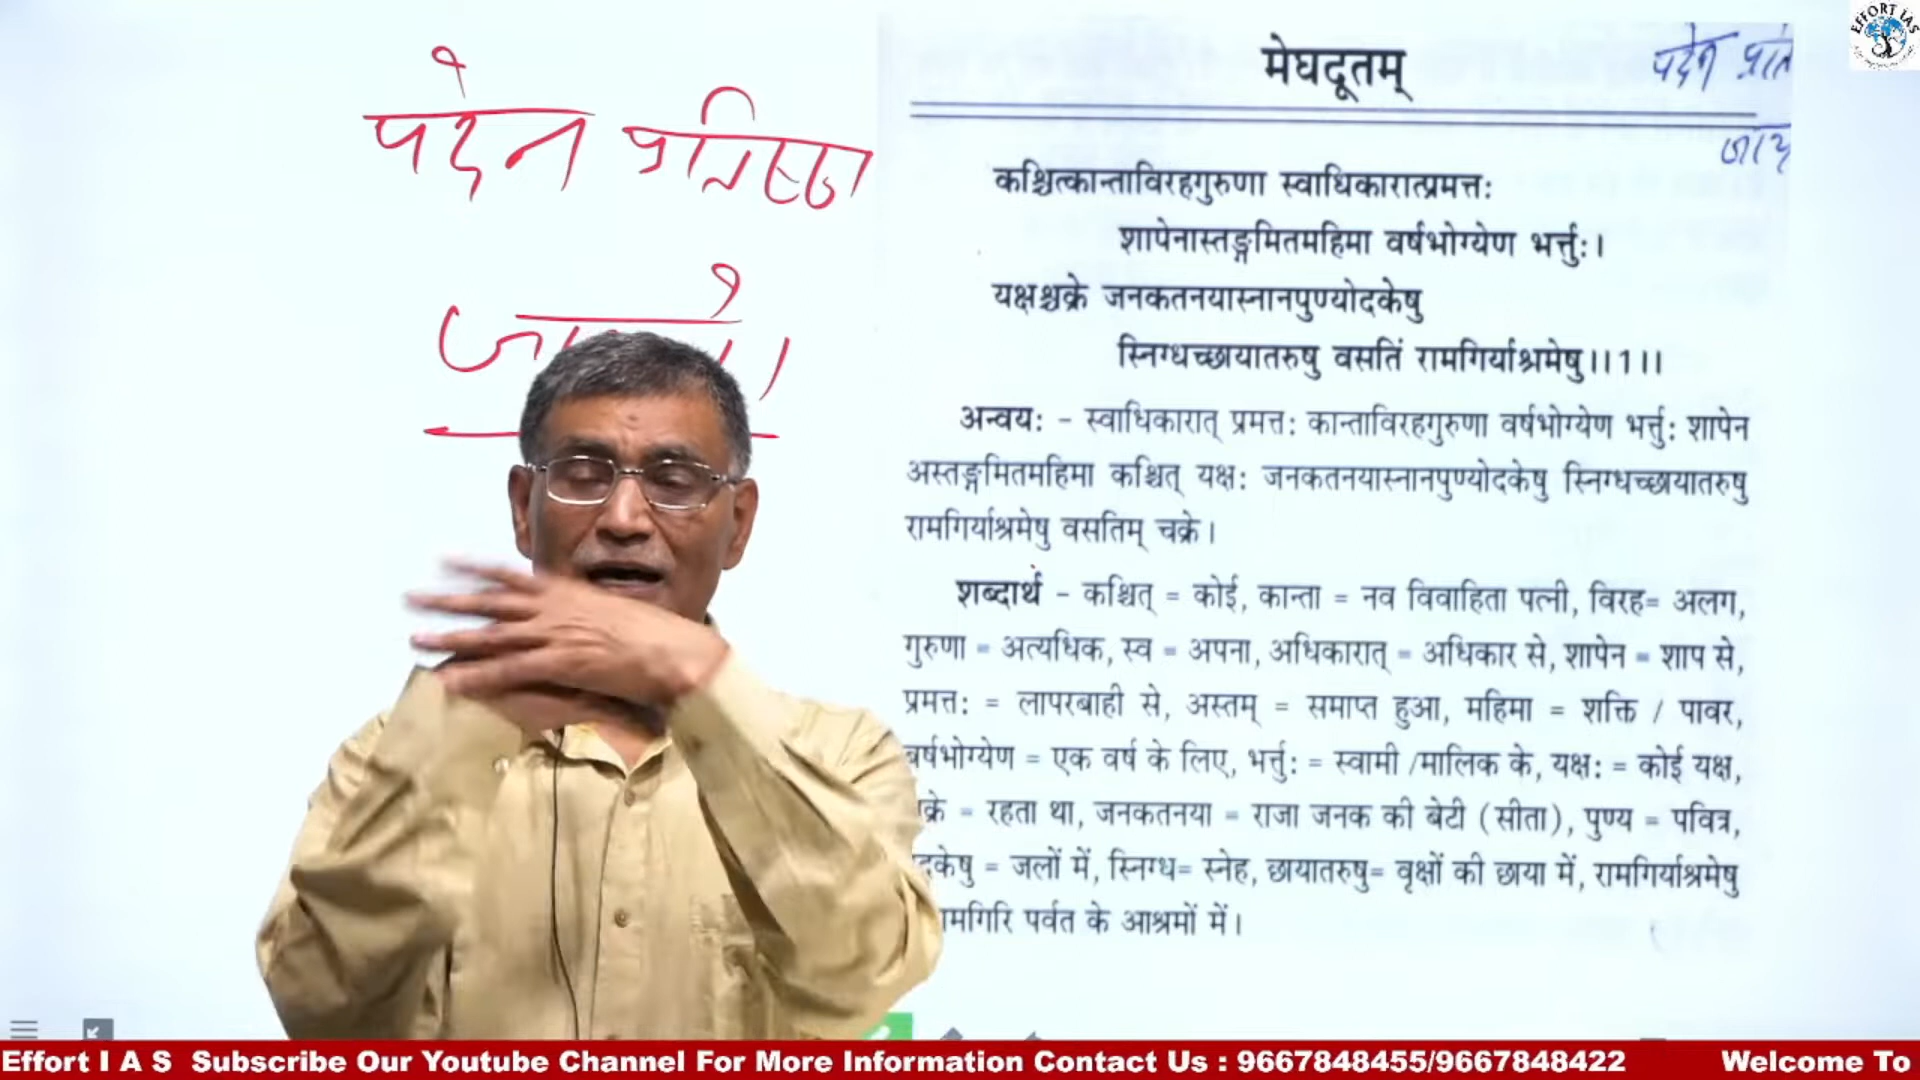 EFFORT IAS
मेघदूतम्
पदेन
पदेन प्रतिष्ठा
कश्चित्कान्ताविरहगुरुणा स्वाधिकारात्प्रमत्तः
शापेनास्तङ्गमितमहिमा वर्षभोग्येण भर्त्तुः।
यक्षश्चक्रे जनकतनयास्नानपुण्योदकेषु
स्निग्धच्छायातरुषु वसतिं रामगिर्याश्रमेषु।।1।।
अन्वयः - स्वाधिकारात् प्रमत्तः कान्ताविरहगुरुणा वर्षभोग्येण भर्त्तुः शापेन
अस्तङ्गमितमहिमा कश्चित् यक्षः जनकतनयास्नानपुण्योदकेषु स्निग्धच्छायातरुषु
रामगिर्याश्रमेषु वसतिम् चक्रे।
शब्दार्थ - कश्चित् = कोई, कान्ता = नव विवाहिता पत्नी, विरह= अलग,
गुरुणा = अत्यधिक, स्व = अपना, अधिकारात् = अधिकार से, शापेन = शाप से,
प्रमत्तः = लापरबाही से, अस्तम् = समाप्त हुआ, महिमा = शक्ति / पावर,
वर्षभोग्येण = एक वर्ष के लिए, भर्त्तुः = स्वामी /मालिक के, यक्षः = कोई यक्ष,
क्रे = रहता था, जनकतनया = राजा जनक की बेटी (सीता), पुण्य = पवित्र,
दकेषु = जलों में, स्निग्ध= स्नेह, छायातरुषु= वृक्षों की छाया में, रामगिर्याश्रमेषु
मगिरि पर्वत के आश्रमों में।
Effort I A S Subscribe Our Youtube Channel For More Information Contact Us : 9667848455/9667848422 Welcome To